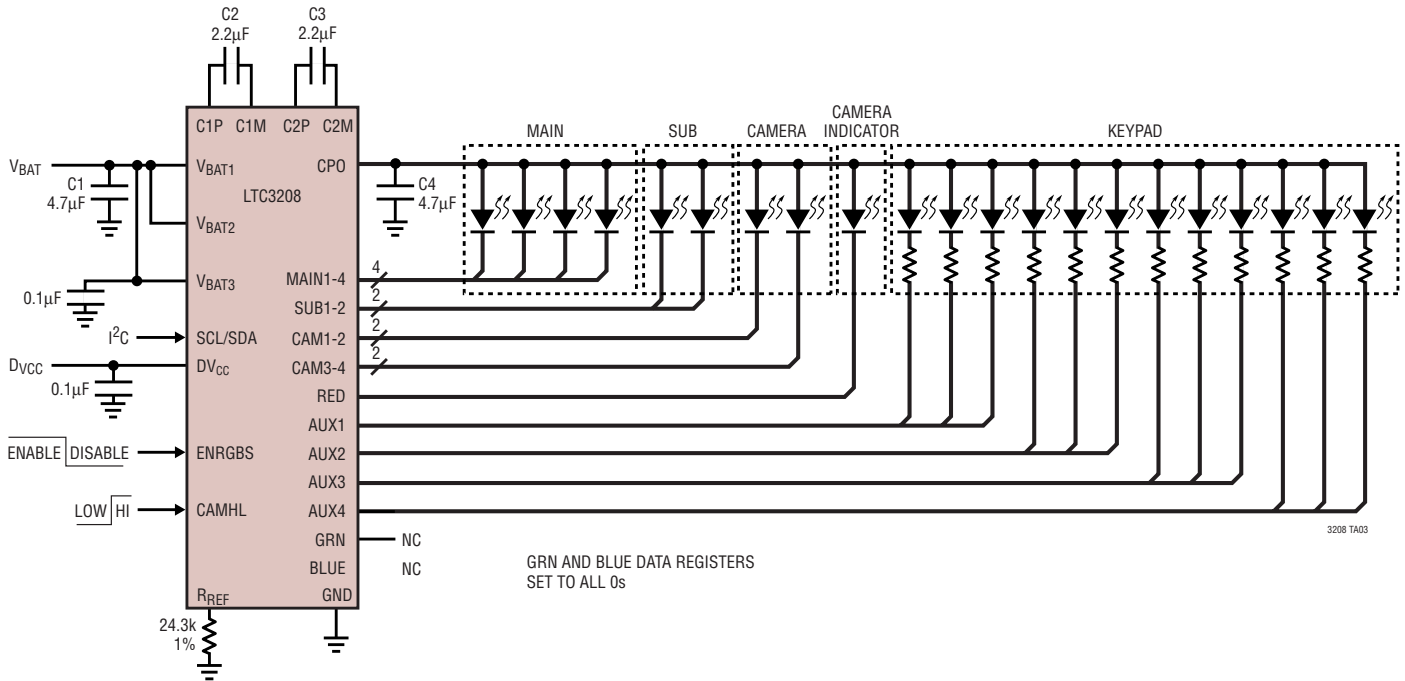 C2
2.2µF
C3
2.2µF
C1P C1M C2P C2M
VBAT
VBAT1
C1
4.7µF
LTC3208
CPO
C4
4.7µF
MAIN
SUB
CAMERA
CAMERA
INDICATOR
KEYPAD
VBAT2
VBAT3
0.1µF
MAIN1-4
4
SUB1-2
2
I2C
SCL/SDA
CAM1-2
2
DVCC
DVCC
0.1µF
CAM3-4
2
RED
AUX1
ENABLE DISABLE
ENRGBS
AUX2
AUX3
LOW HI
CAMHL
AUX4
3208 TA03
GRN
NC
BLUE
NC
GRN AND BLUE DATA REGISTERS
SET TO ALL 0s
RREF
GND
24.3k
1%